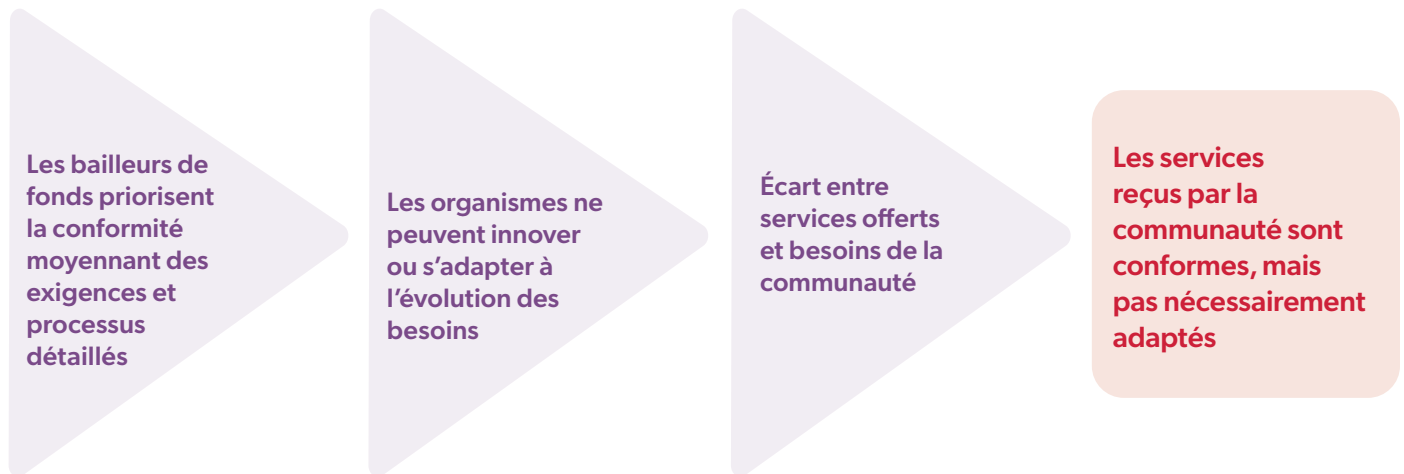 Les bailleurs de
fonds priorisent
la conformité
moyennant des
exigences et
processus
détaillés
Les organismes ne
peuvent innover
ou s’adapter à
l’évolution des
besoins
Écart entre
services offerts
et besoins de la
communauté
Les services
reçus par la
communauté sont
conformes, mais
pas nécessairement
adaptés